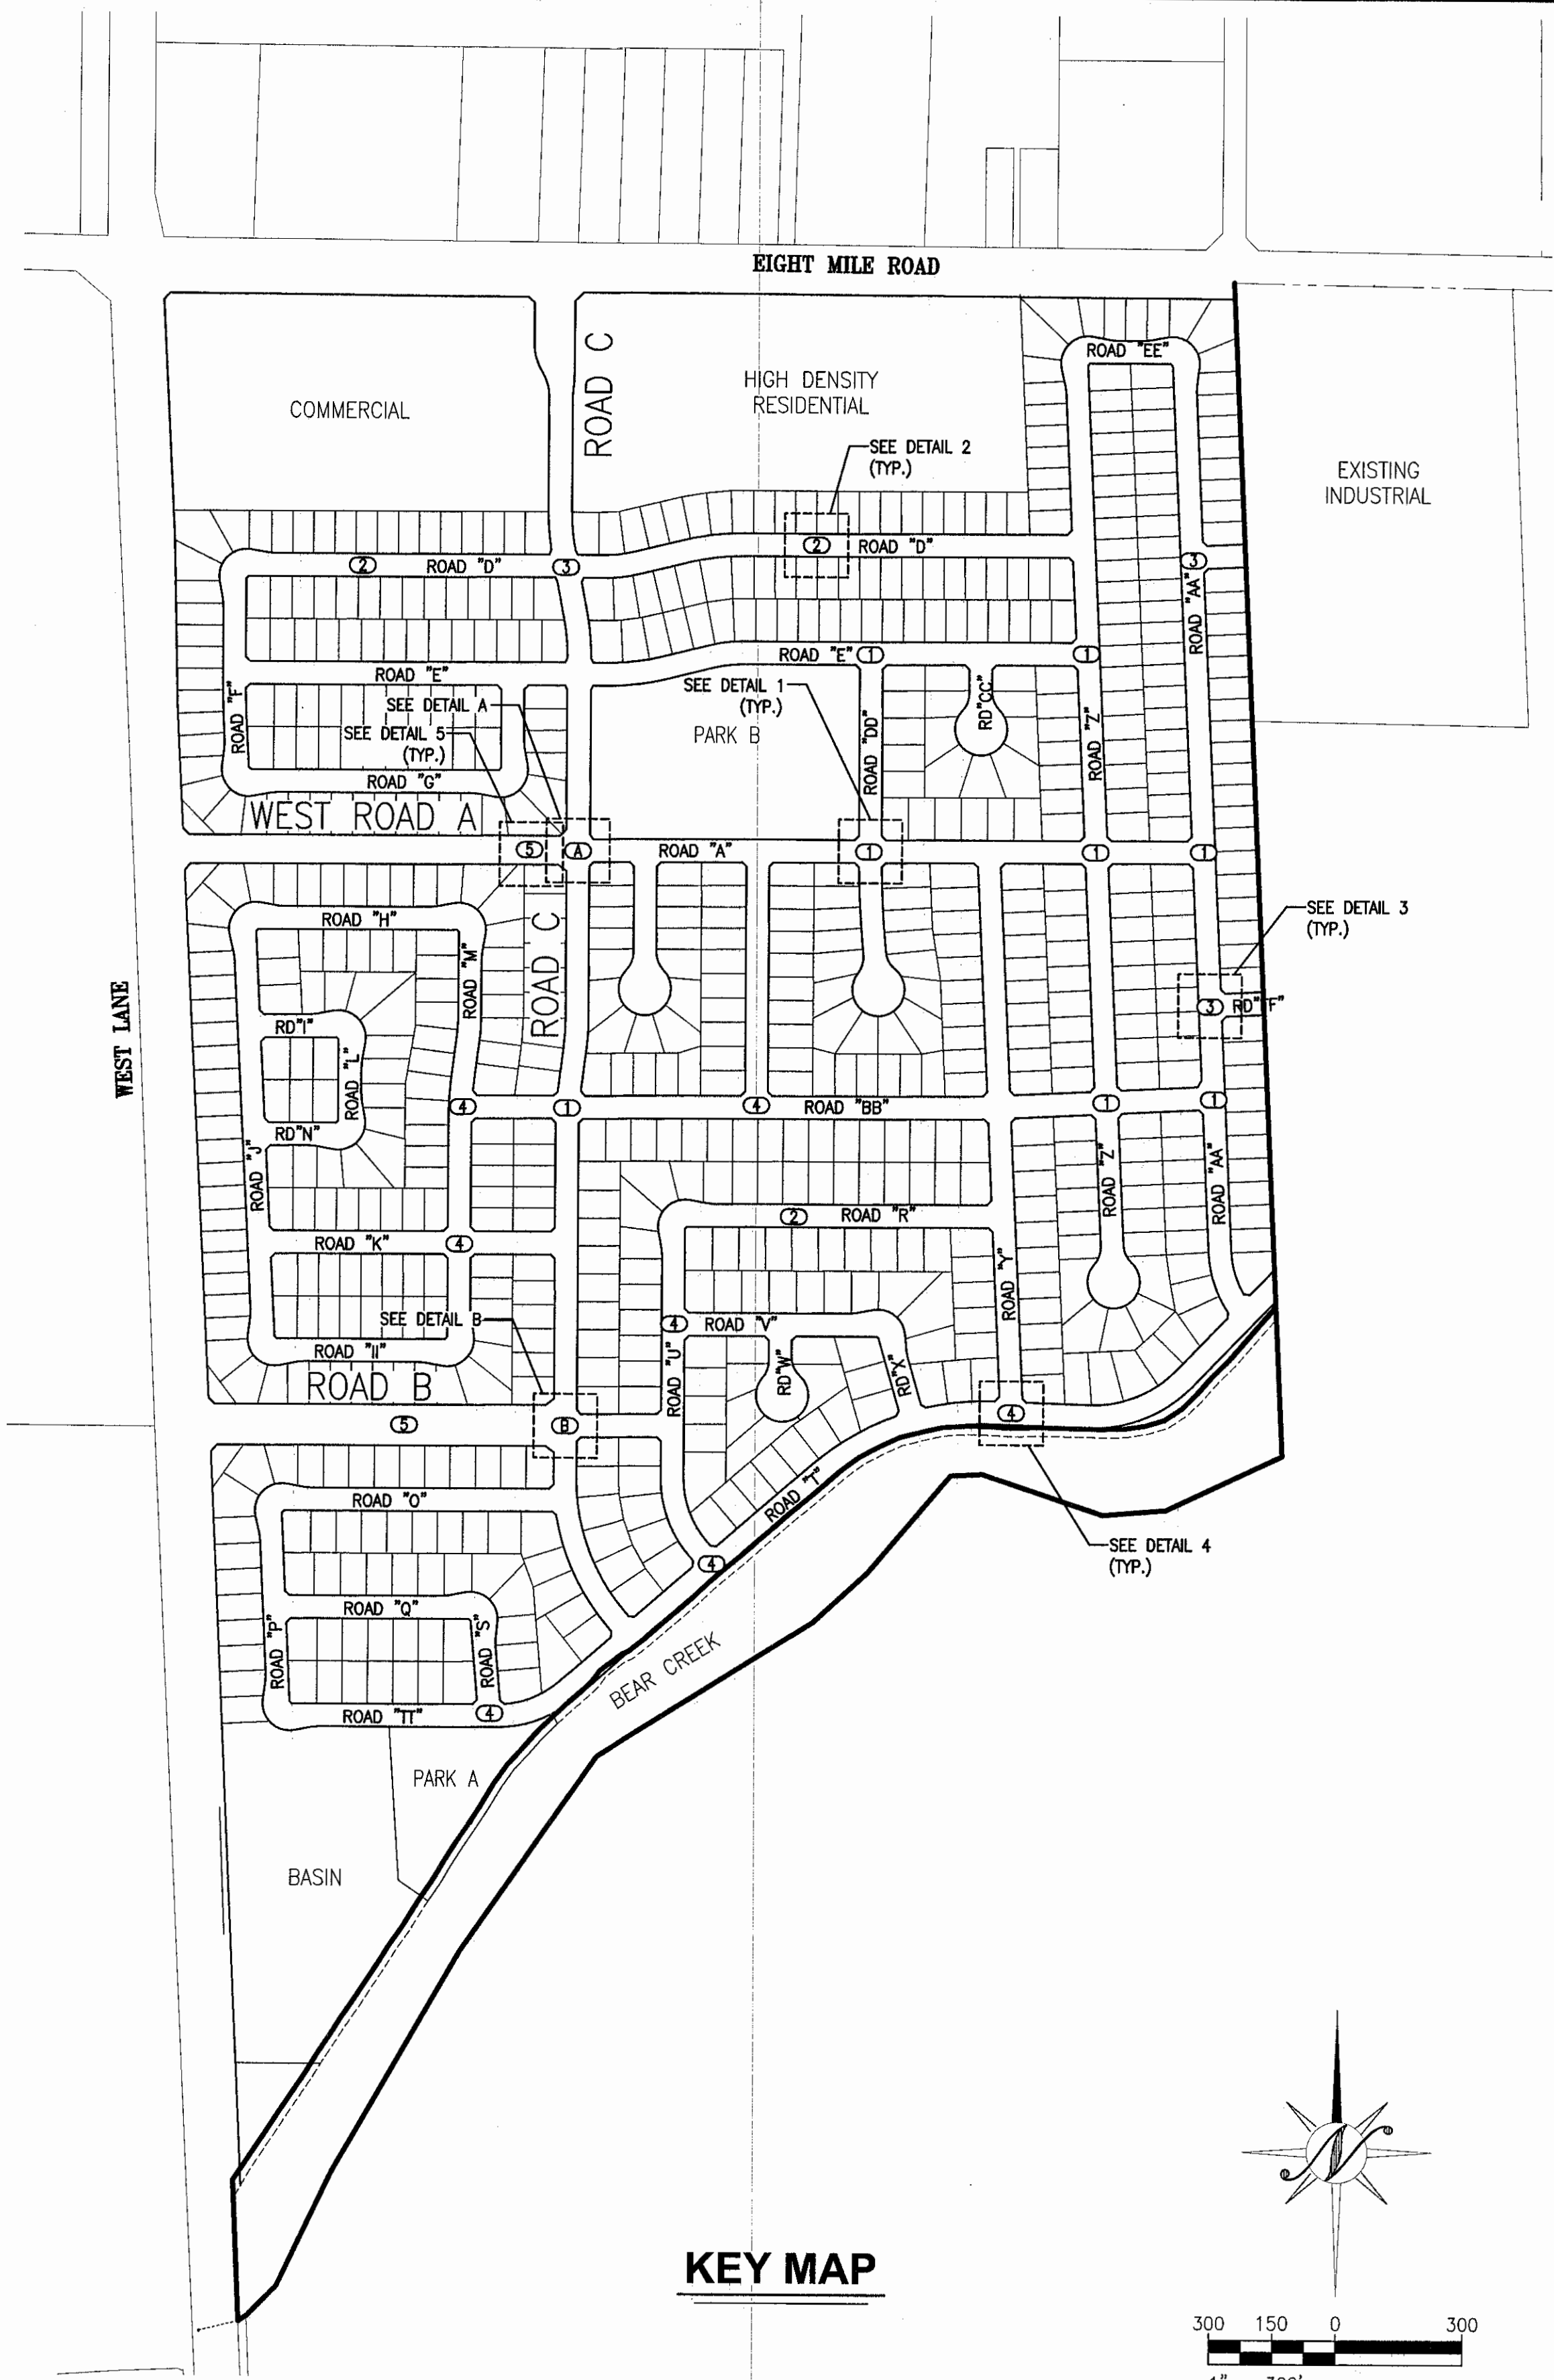 EIGHT MILE ROAD
ROAD C
ROAD "EE"
COMMERCIAL
HIGH DENSITY
RESIDENTIAL
SEE DETAIL 2
(TYP.)
EXISTING
INDUSTRIAL
2
ROAD "D"
3
2
ROAD "D"
3
ROAD "AA"
ROAD "E"
ROAD "E"
1
1
ROAD "F"
SEE DETAIL A
SEE DETAIL 5
(TYP.)
SEE DETAIL 1
(TYP.)
PARK B
ROAD "DD"
RD"CC"
ROAD "Z"
ROAD "G"
WEST ROAD A
5
A
ROAD "A"
1
1
1
SEE DETAIL 3
(TYP.)
ROAD "H"
ROAD "M"
ROAD C
WEST LANE
RD"I"
ROAD "L"
3
4
1
4
ROAD "BB"
1
1
RD"N"
ROAD "J"
ROAD "Z"
ROAD "AA"
2
ROAD "R"
ROAD "K"
4
ROAD "Y"
SEE DETAIL B
4
ROAD "V"
ROAD "II"
ROAD B
ROAD "U"
RD"W"
RD"X"
5
B
4
ROAD "O"
ROAD "T"
SEE DETAIL 4
(TYP.)
4
ROAD "Q"
ROAD "P"
ROAD "S"
ROAD "TT"
4
BEAR CREEK
PARK A
BASIN
KEY MAP
300 150 0 300